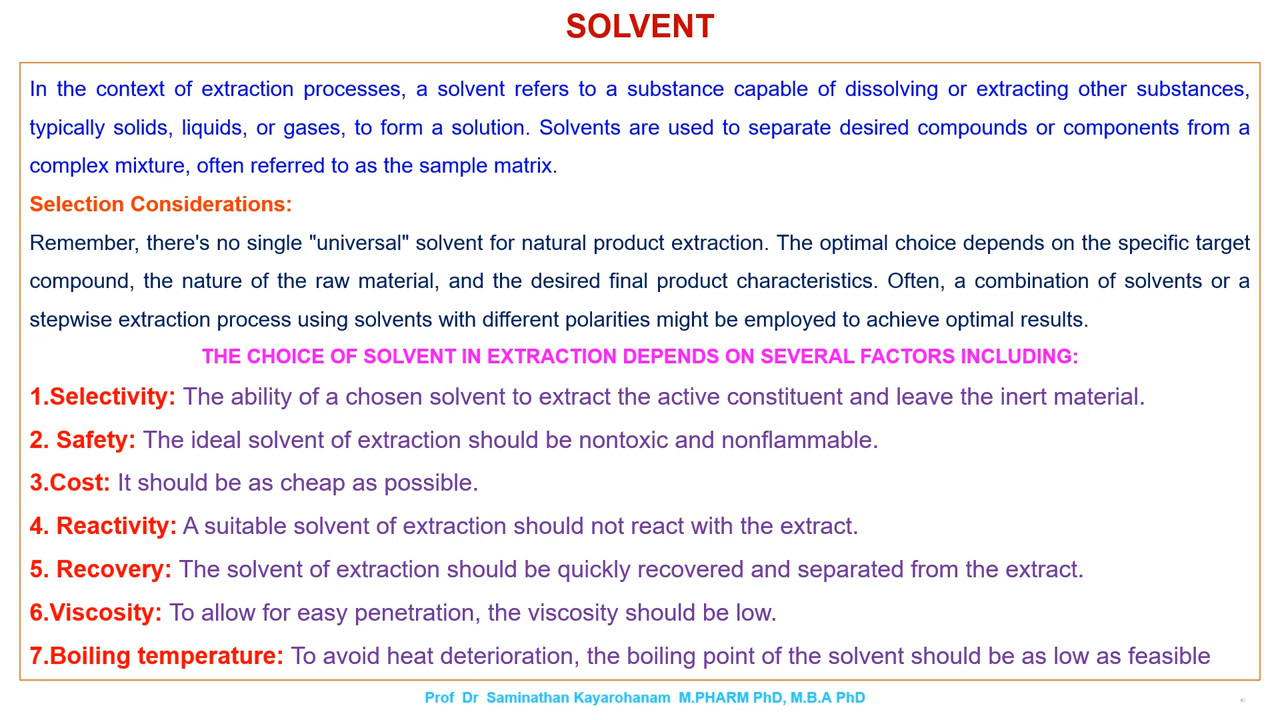 SOLVENT
In the context of extraction processes, a solvent refers to a substance capable of dissolving or extracting other substances,
typically solids, liquids, or gases, to form a solution. Solvents are used to separate desired compounds or components from a
complex mixture, often referred to as the sample matrix.
Selection Considerations:
Remember, there's no single "universal" solvent for natural product extraction. The optimal choice depends on the specific target
compound, the nature of the raw material, and the desired final product characteristics. Often, a combination of solvents or a
stepwise extraction process using solvents with different polarities might be employed to achieve optimal results.
THE CHOICE OF SOLVENT IN EXTRACTION DEPENDS ON SEVERAL FACTORS INCLUDING:
1.Selectivity: The ability of a chosen solvent to extract the active constituent and leave the inert material.
2. Safety: The ideal solvent of extraction should be nontoxic and nonflammable.
3.Cost: It should be as cheap as possible.
4. Reactivity: A suitable solvent of extraction should not react with the extract.
5. Recovery: The solvent of extraction should be quickly recovered and separated from the extract.
6.Viscosity: To allow for easy penetration, the viscosity should be low.
7.Boiling temperature: To avoid heat deterioration, the boiling point of the solvent should be as low as feasible
Prof Dr Saminathan Kayarohanam M.PHARM PhD, M.B.A PhD